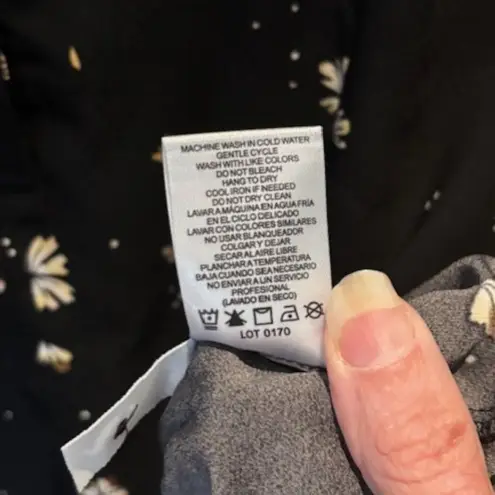 MACHINE WASH IN COLD WATER
GENTLE CYCLE
WASH WITH LIKE COLORS
DO NOT BLEACH
HANG TO DRY
COOL IRON IF NEEDED
DO NOT DRY CLEAN
LAVAR A MÁQUINA EN AGUA FRÍA
EN EL CICLO DELICADO
LAVAR CON COLORES SIMILARES
NO USAR BLANQUEADOR
COLGAR Y DEJAR
SECAR AL AIRE LIBRE
PLANCHAR A TEMPERATURA
BAJA CUANDO SEA NECESARIO
NO ENVIAR A UN SERVICIO
PROFESIONAL
(LAVADO EN SECO)
LOT 0170